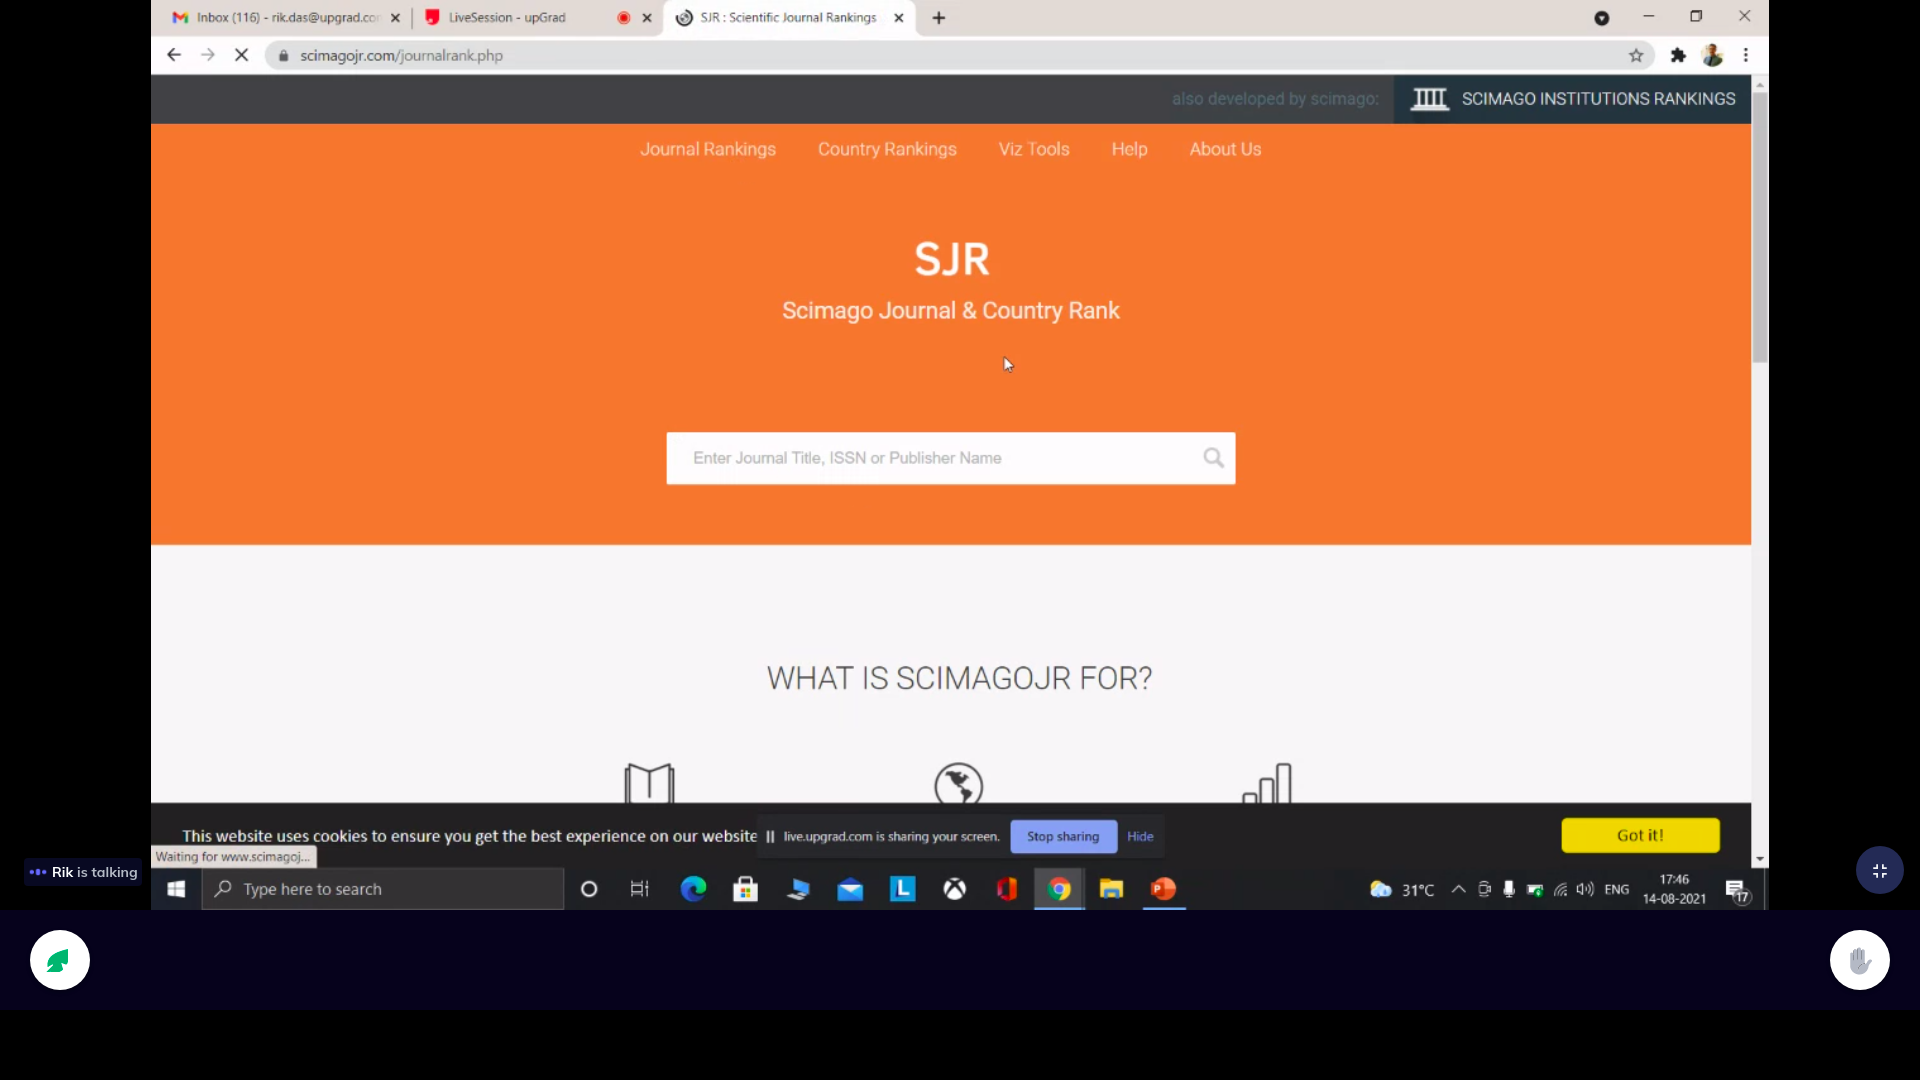 Inbox (116) - rik.das@upgrad.con
LiveSession - upGrad
SJR : Scientific Journal Rankings
scimagojr.com/journalrank.php
also developed by scimago:
SCIMAGO INSTITUTIONS RANKINGS
Journal Rankings
Country Rankings
Viz Tools
Help
About Us
SJR
Scimago Journal & Country Rank
Enter Journal Title, ISSN or Publisher Name
WHAT IS SCIMAGOJR FOR?
This website uses cookies to ensure you get the best experience on our website
live.upgrad.com is sharing your screen.
Stop sharing
Hide
Got it!
Waiting for www.scimagoj...
Rik is talking
Type here to search
L
P
31°C
ENG
17:46
14-08-2021
17